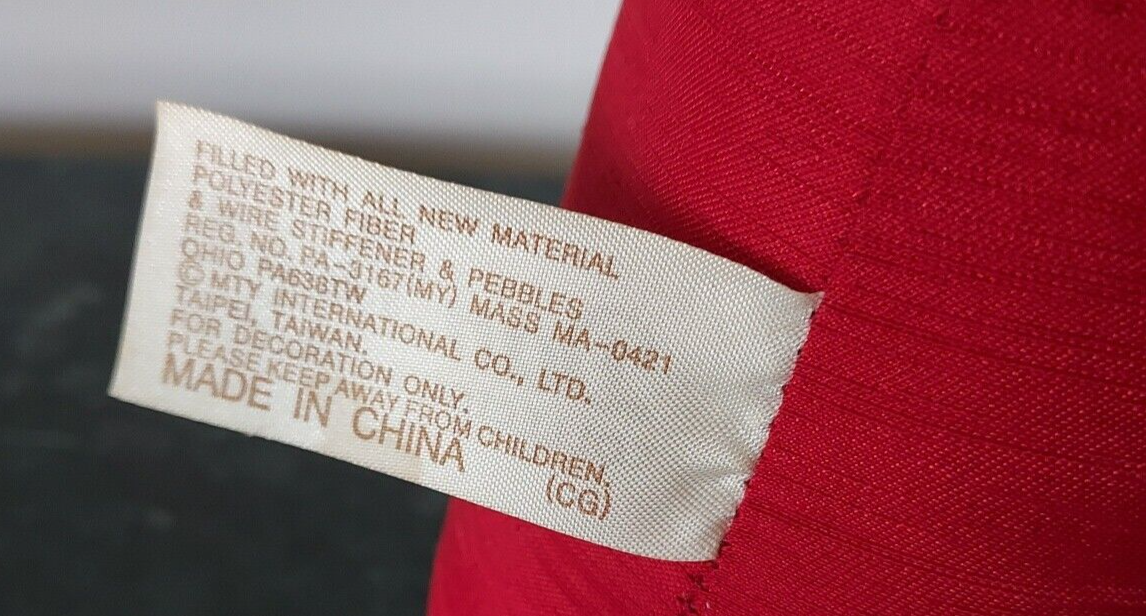 FILLED WITH ALL NEW MATERIAL
POLYESTER FIBER
& WIRE STIFFENER & PEBBLES
REG. NO. PA-3167(MY) MASS MA-0421
OHIO PA636TW
©MTY INTERNATIONAL CO., LTD.
TAIPEI, TAIWAN.
FOR DECORATION ONLY.
PLEASE KEEP AWAY FROM CHILDREN.
MADE IN CHINA
(CG)